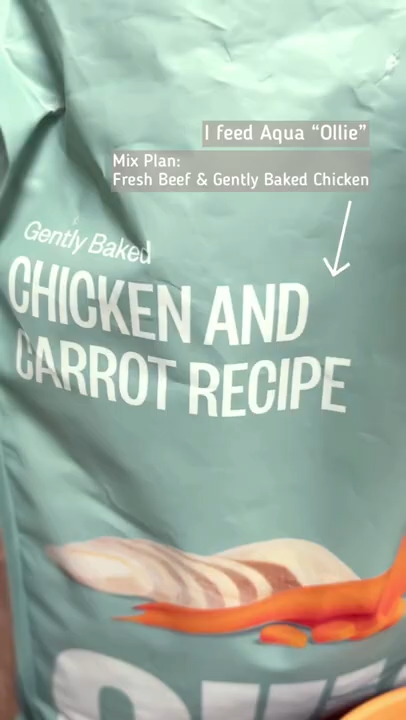 I feed Aqua “Ollie”
Mix Plan:
Fresh Beef & Gently Baked Chicken
Gently Baked
CHICKEN AND
CARROT RECIPE